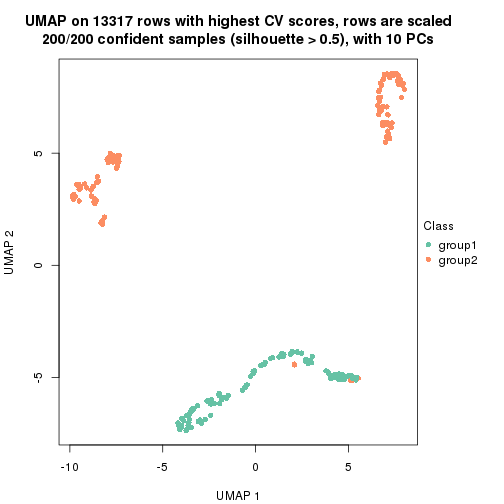 UMAP on 13317 rows with highest CV scores, rows are scaled
200/200 confident samples (silhouette > 0.5), with 10 PCs
5
0
-5
UMAP 2
-10
-5
0
5
UMAP 1
Class
group1
group2